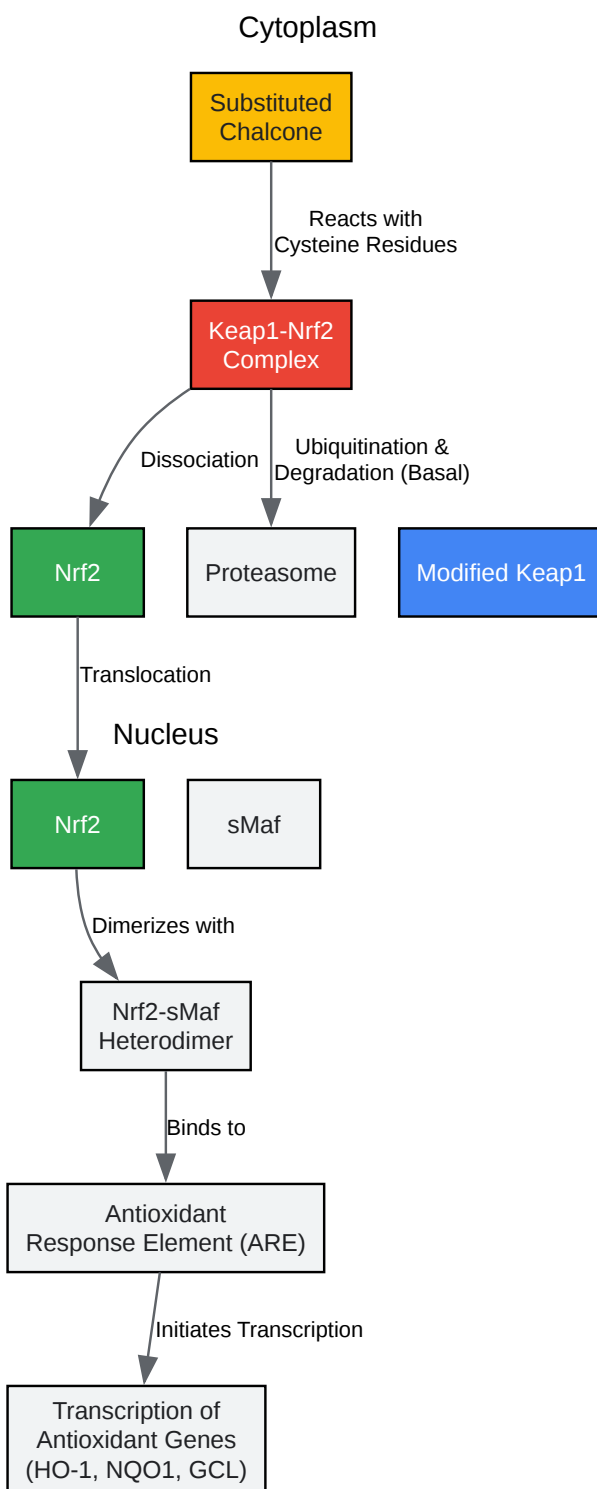 Cytoplasm
Substituted
Chalcone
Reacts with
Cysteine Residues
Keap1-Nrf2
Complex
Dissociation
Ubiquitination &
Degradation (Basal)
Nrf2
Proteasome
Modified Keap1
Translocation
Nucleus
Nrf2
sMaf
Dimerizes with
Nrf2-sMaf
Heterodimer
Binds to
Antioxidant
Response Element (ARE)
Initiates Transcription
Transcription of
Antioxidant Genes
(HO-1, NQO1, GCL)